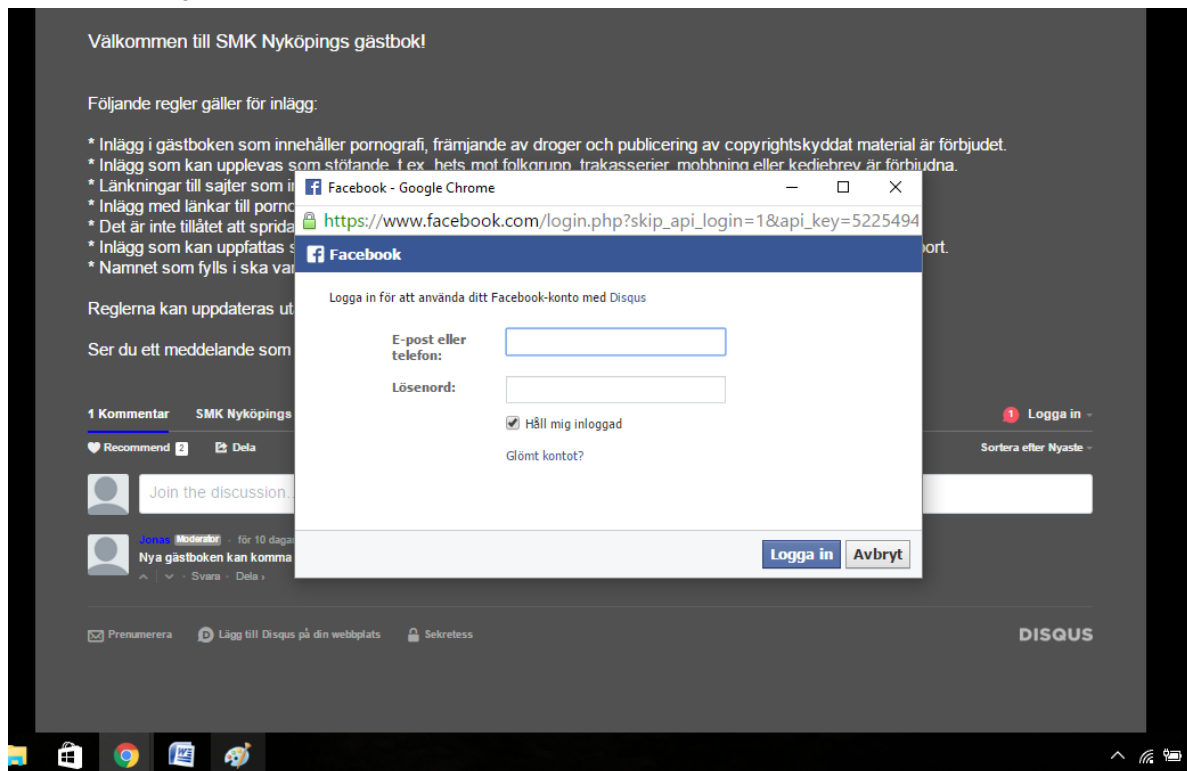 Välkommen till SMK Nyköpings gästbok!
Följande regler gäller för inlägg:
* Inlägg i gästboken som innehåller pornografi, främjande av droger och publicering av copyrightskyddat material är förbjudet.
* Inlägg som kan upplevas som stötande, t.ex. hets mot folkgrupp, trakasserier, mobbning eller kedjebrev är förbjudna.
* Länkningar till sajter som
* Inlägg med länkar till
* Det är inte tillåtet att sprida
* Inlägg som kan uppfattas
* Namnet som fylls i ska
Reglerna kan uppdateras
Ser du ett meddelande som
Facebook - Google Chrome
https://www.facebook.com/login.php?skip_api_login=1&api_key=5225494
f Facebook
Logga in för att använda ditt Facebook-konto med Disqus
E-post eller
telefon:
Lösenord:
Håll mig inloggad
Glömt kontot?
Logga in Avbryt
1 Kommentar SMK Nyköpings 1 Logga in
Recommend 2 Dela Sortera efter Nyaste
Join the discussion...
Jonas Moderator · för 10 dagar
Nya gästboken kan komma
Svara · Dela ›
Prenumerera Lägg till Disqus på din webbplats Sekretess DISQUS